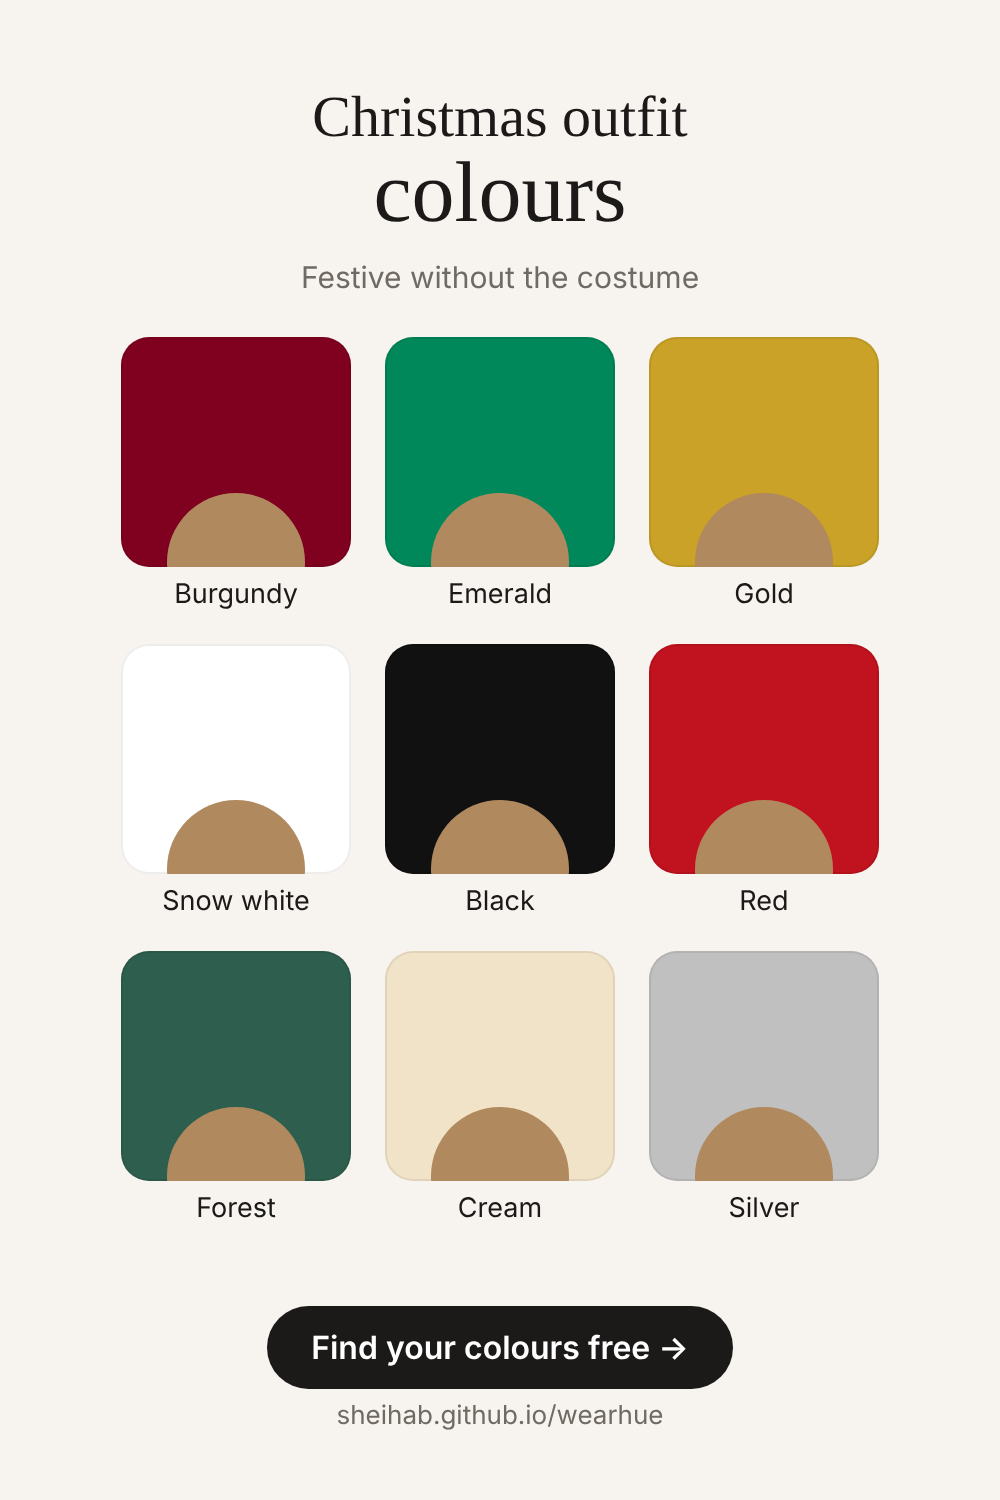 Christmas outfit
colours
Festive without the costume
Burgundy
Emerald
Gold
Snow white
Black
Red
Forest
Cream
Silver
Find your colours free →
sheihab.github.io/wearhue